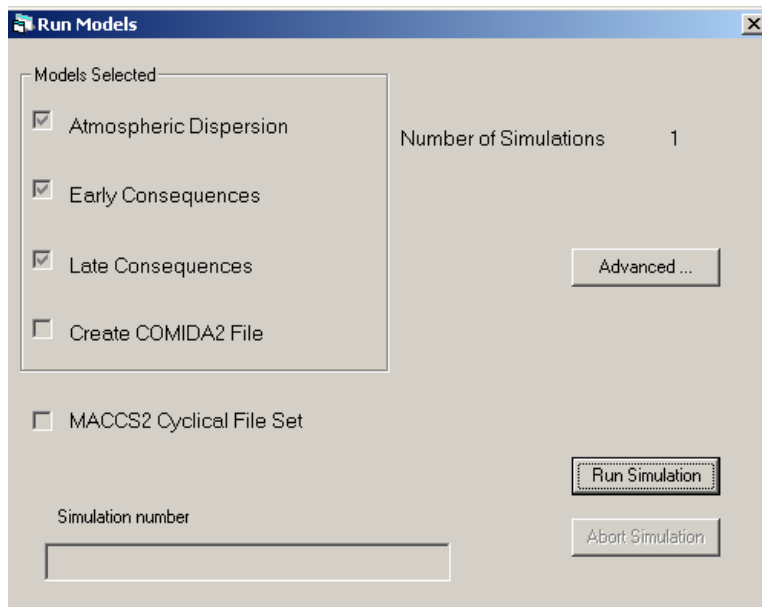 Run Models
Models Selected
Atmospheric Dispersion
Early Consequences
Late Consequences
Create COMIDA2 File
Number of Simulations 1
Advanced ...
MACCS2 Cyclical File Set
Run Simulation
Simulation number
Abort Simulation